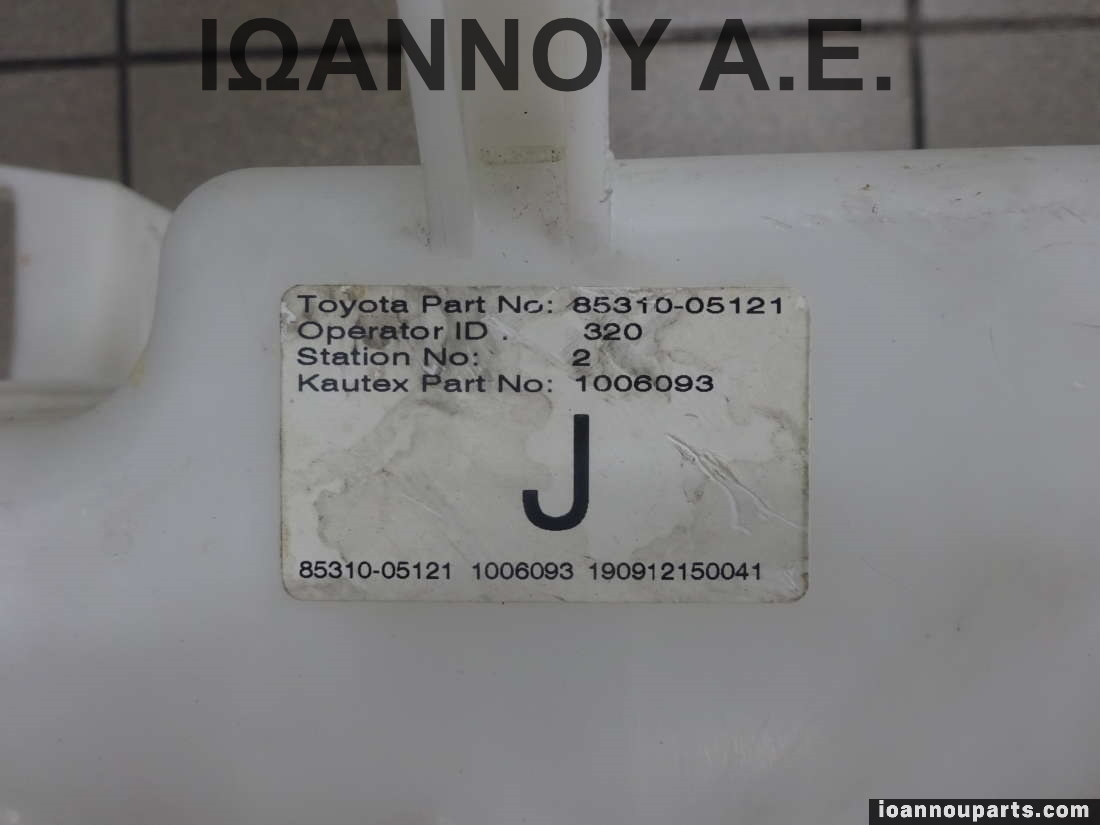 ΙΩΑΝΝΟΥ Α.Ε.
Toyota Part No: 85310-05121
Operator ID : 320
Station No: 2
Kautex Part No: 1006093
J
85310-05121 1006093 190912150041
ioannouparts.com